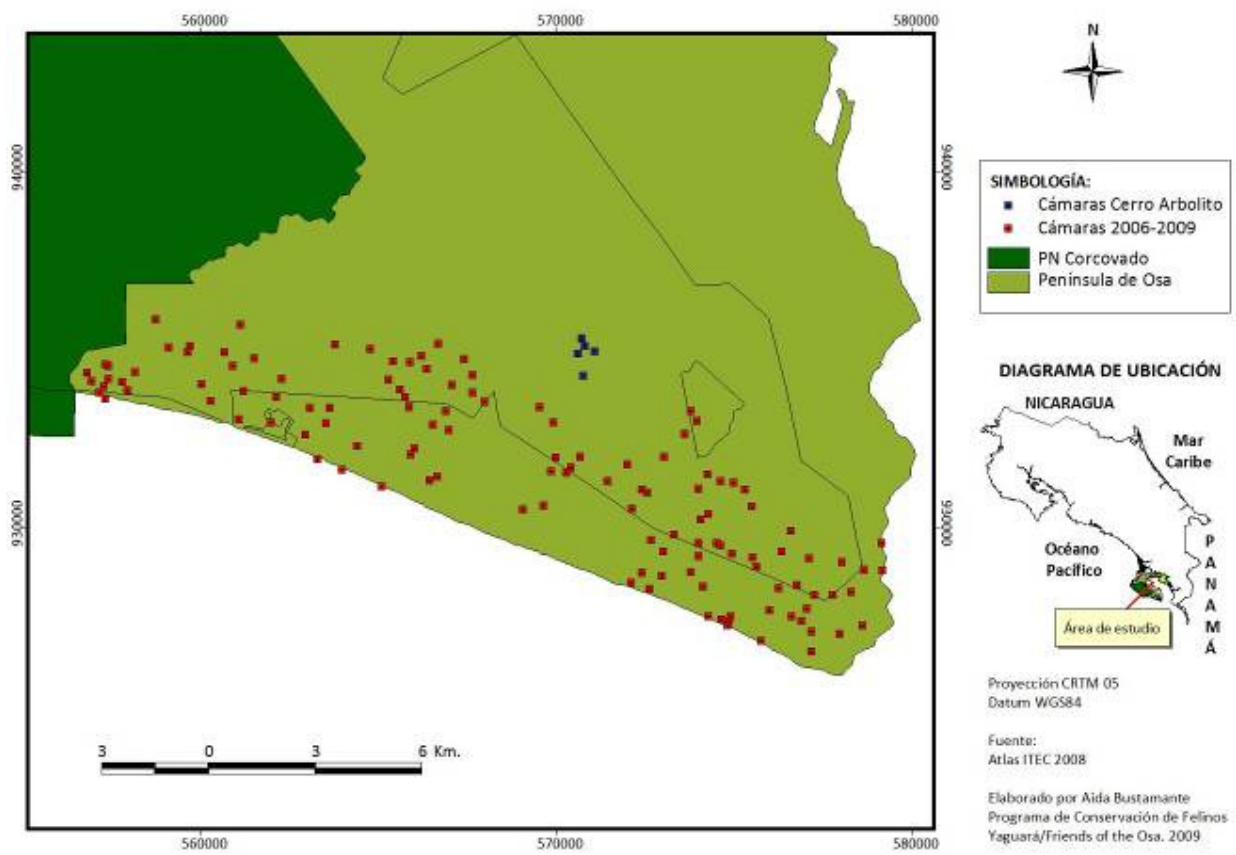 560000
570000
580000
N
940000
940000
SIMBOLOGÍA:
Cámaras Cerro Arbolito
Cámaras 2006-2009
PN Corcovado
Península de Osa
DIAGRAMA DE UBICACIÓN
NICARAGUA
Mar
Caribe
Océano
Pacífico
PANAMÁ
Área de estudio
930000
930000
3 0 3 6 Km.
560000
570000
580000
Proyección CRTM 05
Datum WGS84
Fuente:
Atlas ITEC 2008
Elaborado por Aida Bustamante
Programa de Conservación de Felinos
Yaguará/Friends of the Osa. 2009